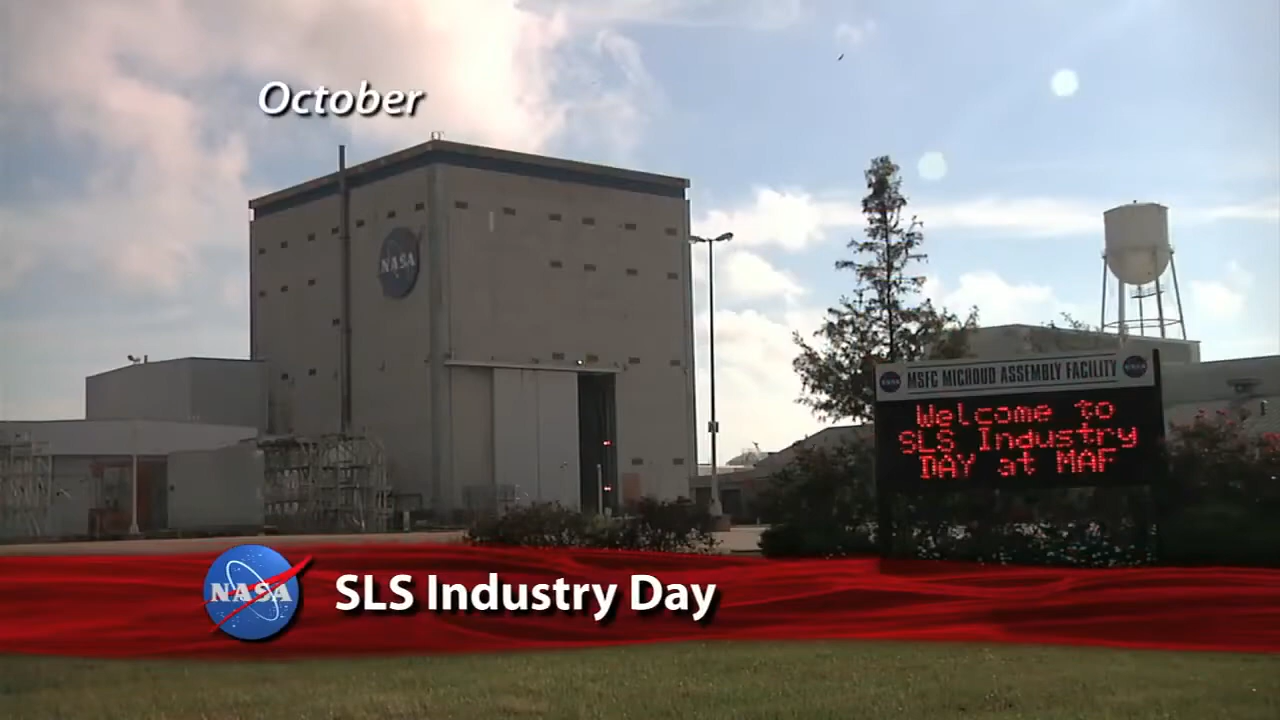 October
NASA
MSFC MICHOUD ASSEMBLY FACILITY
Welcome to
SLS Industry
DAY at MAF
NASA
SLS Industry Day